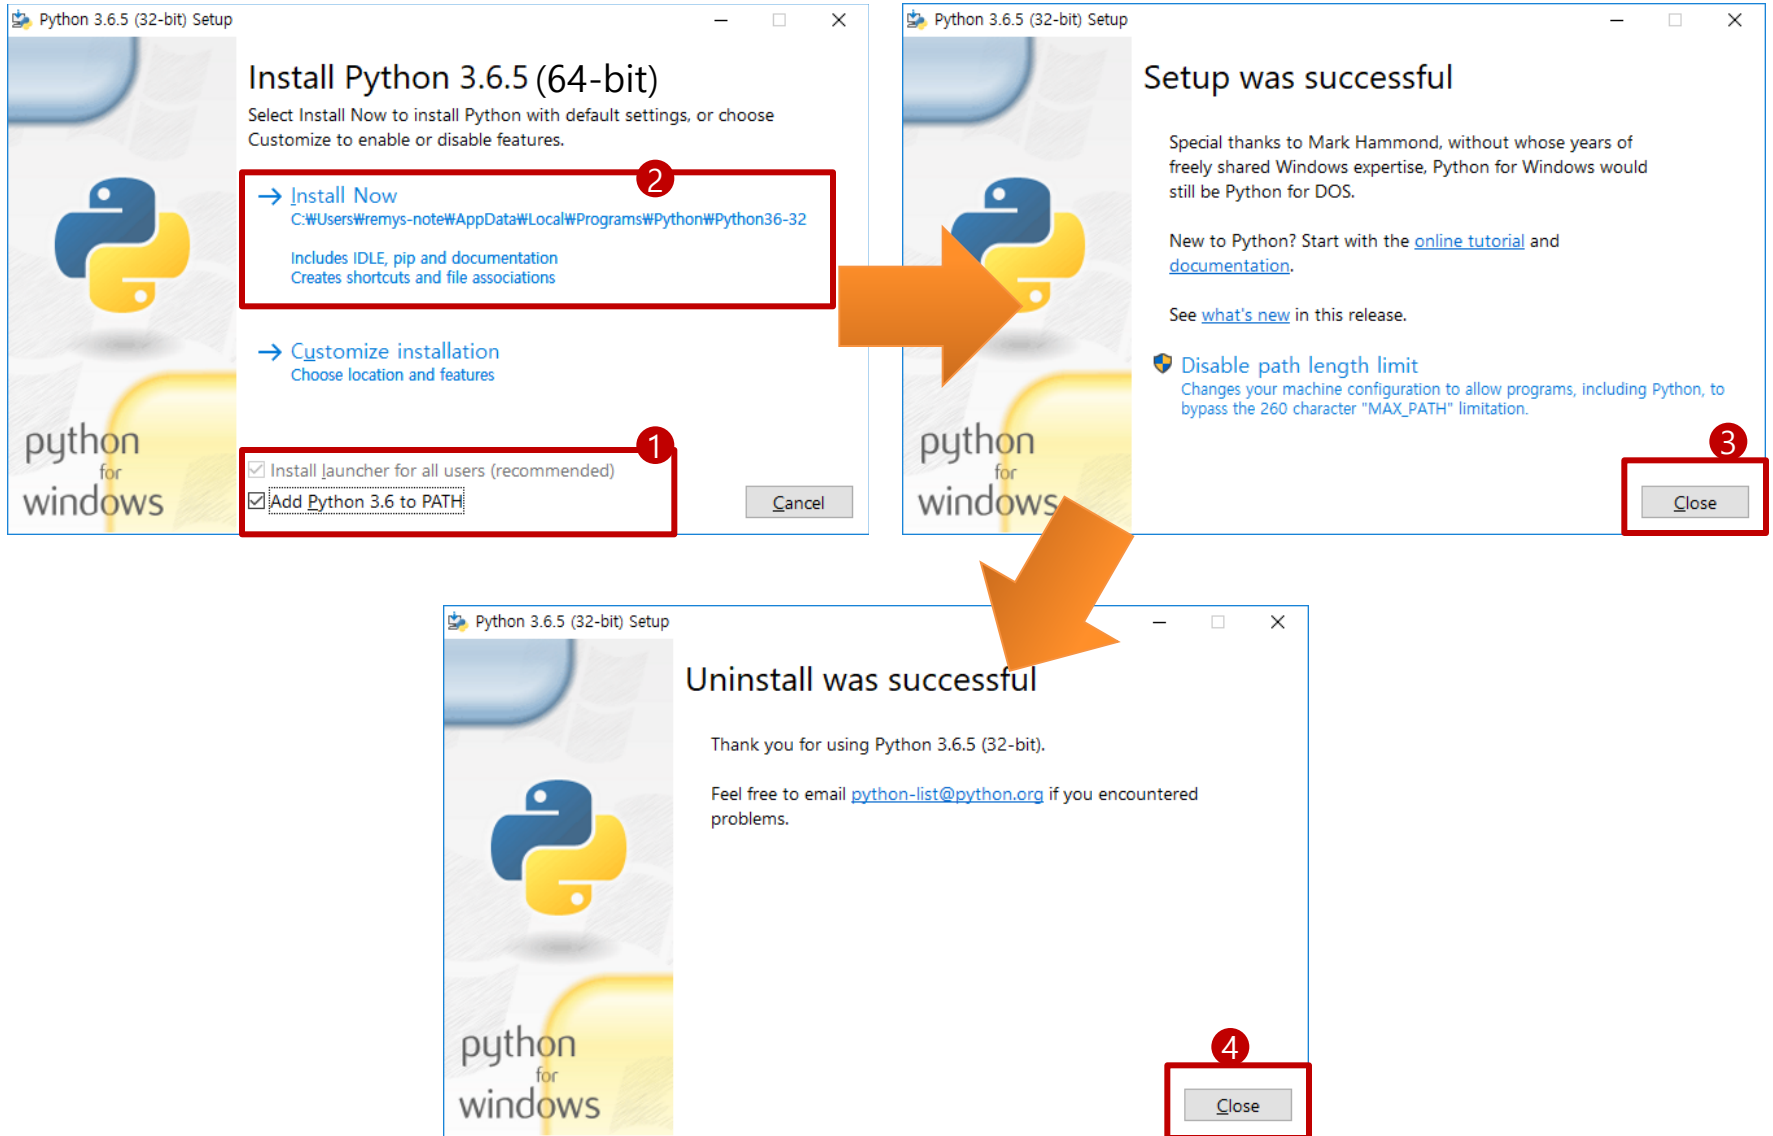 Python 3.6.5 (32-bit) Setup
Install Python 3.6.5 (64-bit)
Select Install Now to install Python with default settings, or choose
Customize to enable or disable features.
2
Install Now
C:₩Users₩remys-note₩AppData₩Local₩Programs₩Python₩Python36-32
Includes IDLE, pip and documentation
Creates shortcuts and file associations
Customize installation
Choose location and features
1
Install launcher for all users (recommended)
Add Python 3.6 to PATH
Cancel
python
for
windows
Python 3.6.5 (32-bit) Setup
Setup was successful
Special thanks to Mark Hammond, without whose years of
freely shared Windows expertise, Python for Windows would
still be Python for DOS.
New to Python? Start with the online tutorial and
documentation.
See what's new in this release.
Disable path length limit
Changes your machine configuration to allow programs, including Python, to
bypass the 260 character "MAX_PATH" limitation.
3
Close
python
for
windows
Python 3.6.5 (32-bit) Setup
Uninstall was successful
Thank you for using Python 3.6.5 (32-bit).
Feel free to email python-list@python.org if you encountered
problems.
4
Close
python
for
windows